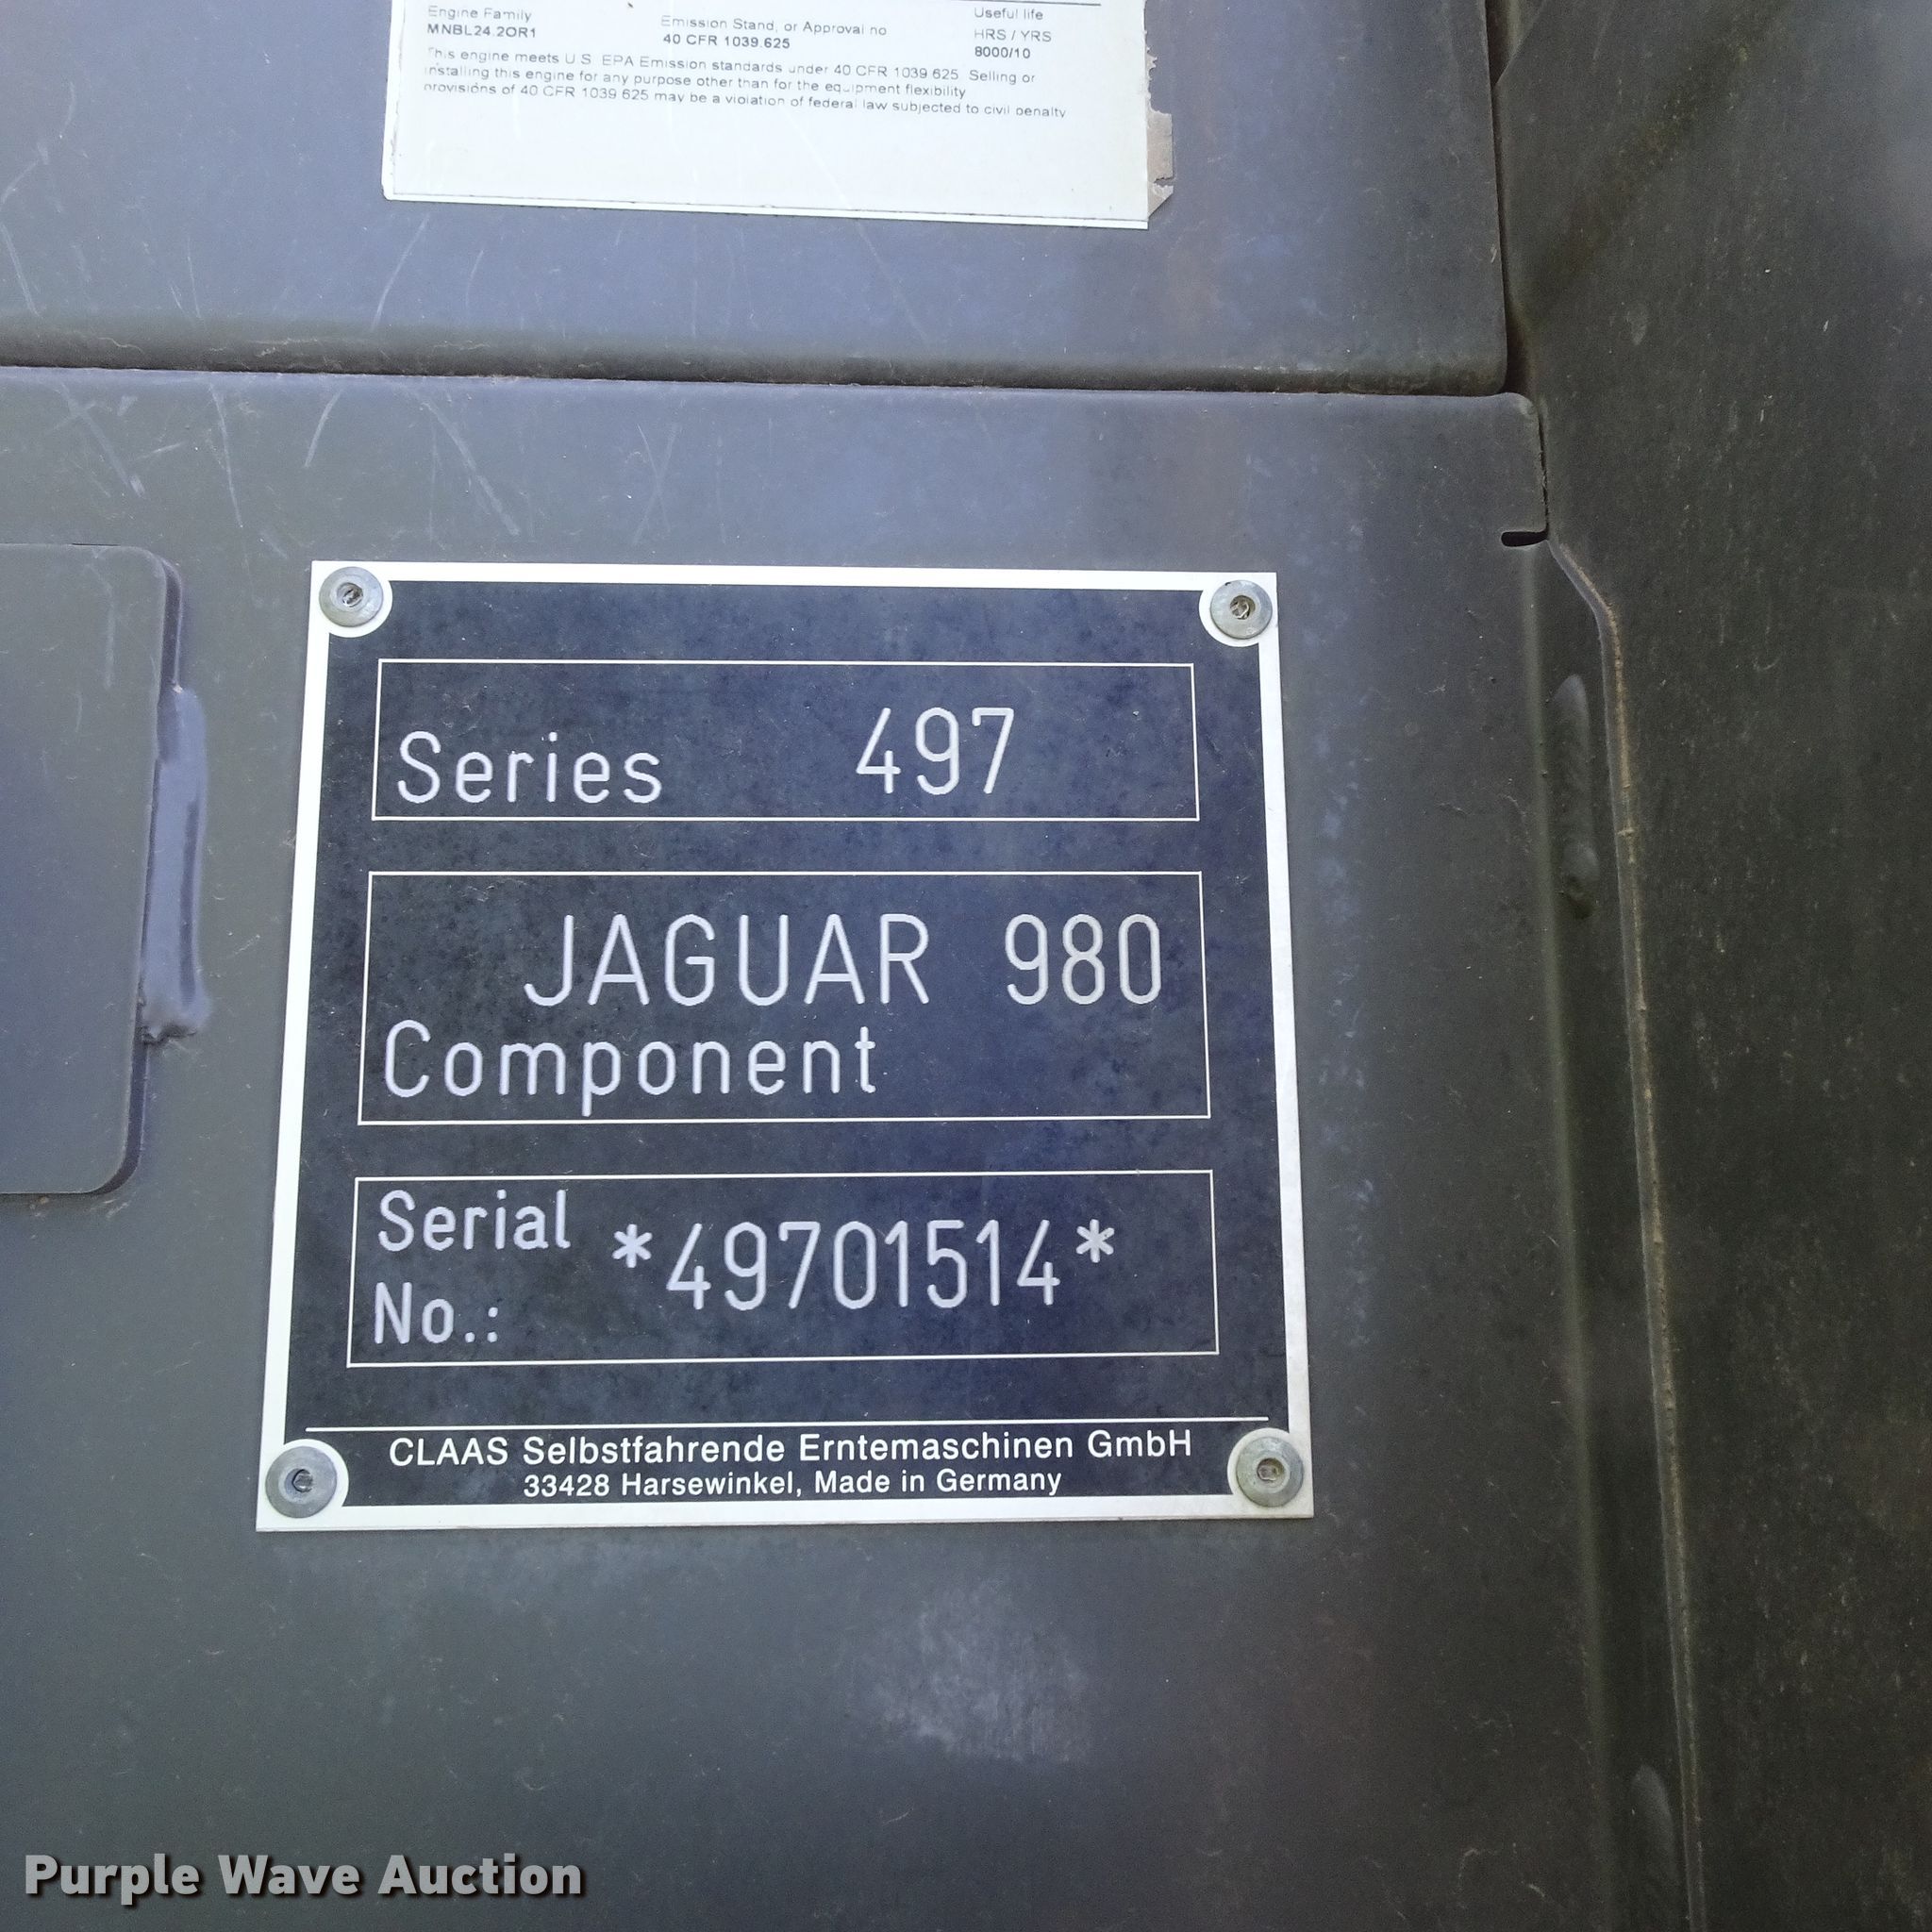 Engine Family
MNBL24.2OR1
Emission Stand, or Approval no
40 CFR 1039.625
Useful life
HRS / YRS
8000/10
This engine meets U.S. EPA Emission standards under 40 CFR 1039 625. Selling or
installing this engine for any purpose other than for the equipment flexibility
provisions of 40 CFR 1039 625 may be a violation of federal law subjected to civil penalty
Series 497
JAGUAR 980
Component
Serial
No.: *49701514*
CLAAS Selbstfahrende Erntemaschinen GmbH
33428 Harsewinkel, Made in Germany
Purple Wave Auction